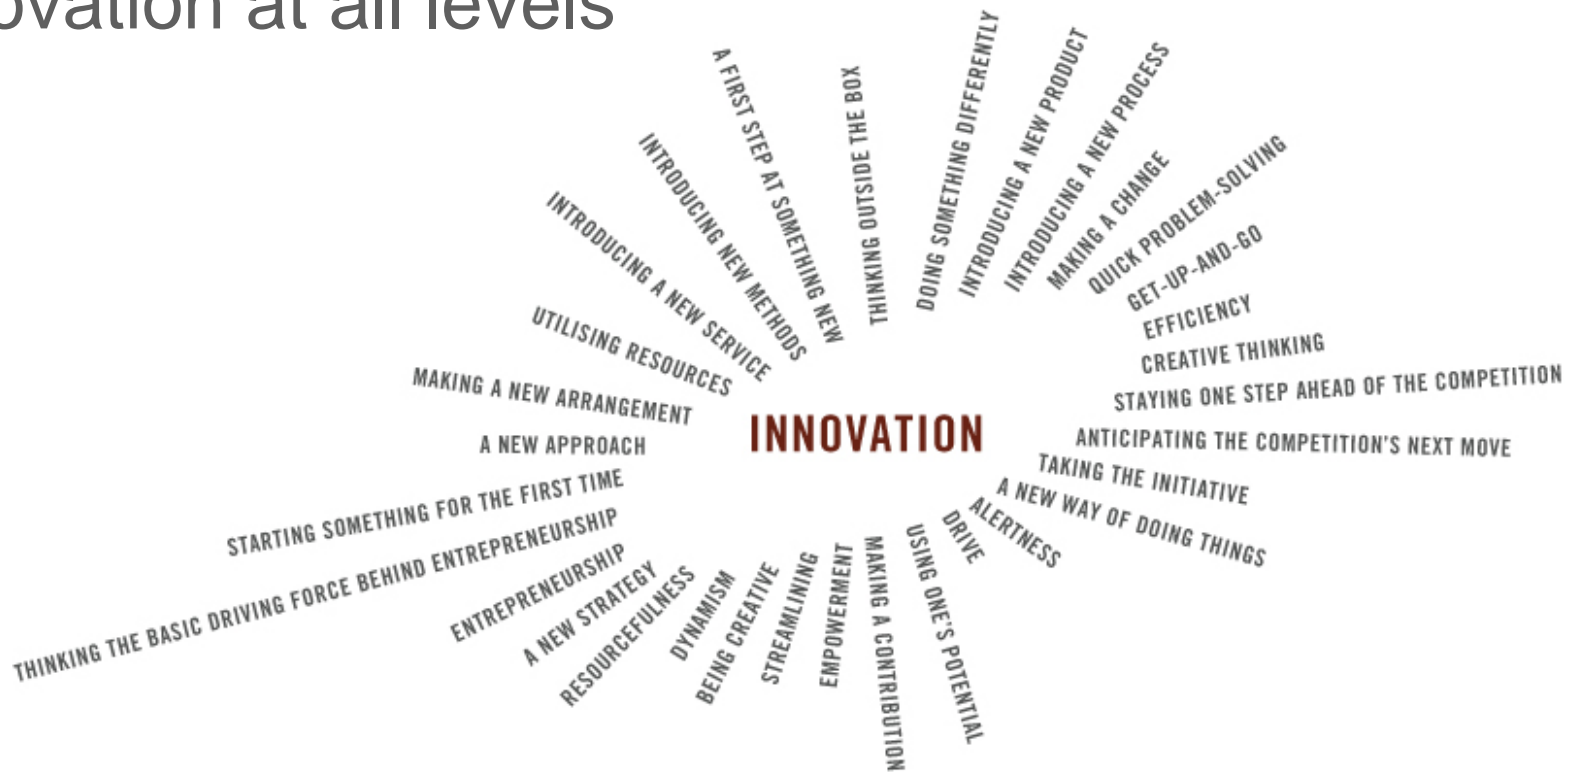 ovation at all levels
A FIRST STEP AT SOMETHING NEW
THINKING OUTSIDE THE BOX
DOING SOMETHING DIFFERENTLY
INTRODUCING A NEW PRODUCT
INTRODUCING A NEW PROCESS
MAKING A CHANGE
QUICK PROBLEM-SOLVING
GET-UP-AND-GO
EFFICIENCY
CREATIVE THINKING
STAYING ONE STEP AHEAD OF THE COMPETITION
ANTICIPATING THE COMPETITION'S NEXT MOVE
TAKING THE INITIATIVE
A NEW WAY OF DOING THINGS
ALERTNESS
DRIVE
USING ONE'S POTENTIAL
MAKING A CONTRIBUTION
EMPOWERMENT
STREAMLINING
BEING CREATIVE
DYNAMISM
RESOURCEFULNESS
A NEW STRATEGY
ENTREPRENEURSHIP
THINKING THE BASIC DRIVING FORCE BEHIND ENTREPRENEURSHIP
STARTING SOMETHING FOR THE FIRST TIME
A NEW APPROACH
MAKING A NEW ARRANGEMENT
UTILISING RESOURCES
INTRODUCING A NEW SERVICE
INTRODUCING NEW METHODS
INNOVATION